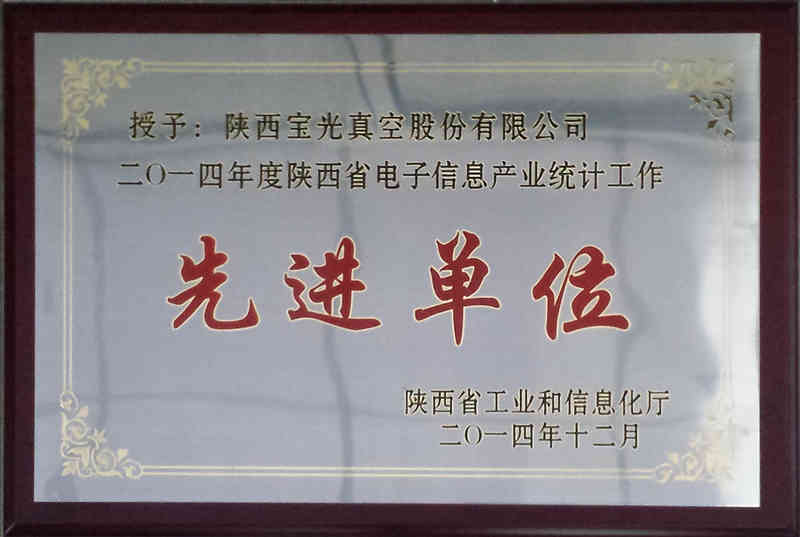 授予：陕西宝光真空股份有限公司
二〇一四年度陕西省电子信息产业统计工作
先进单位
陕西省工业和信息化厅
二〇一四年十二月